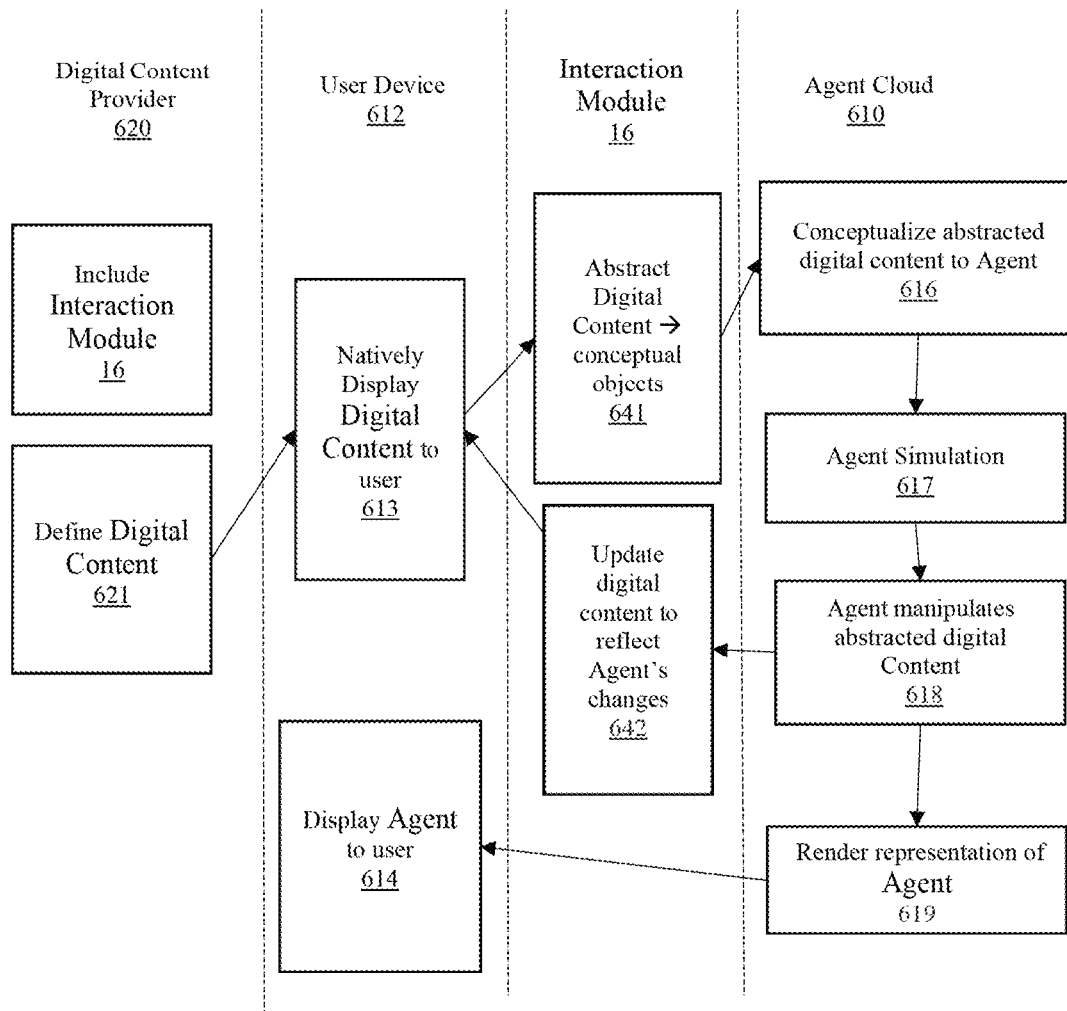 Digital Content
Provider
620
User Device
612
Interaction
Module
16
Agent Cloud
610
Include
Interaction
Module
16
Define Digital
Content
621
Natively
Display
Digital
Content to
user
613
Display Agent
to user
614
Abstract
Digital
Content →
conceptual
objects
641
Update
digital
content to
reflect
Agent's
changes
642
Conceptualize abstracted
digital content to Agent
616
Agent Simulation
617
Agent manipulates
abstracted digital
Content
618
Render representation of
Agent
619